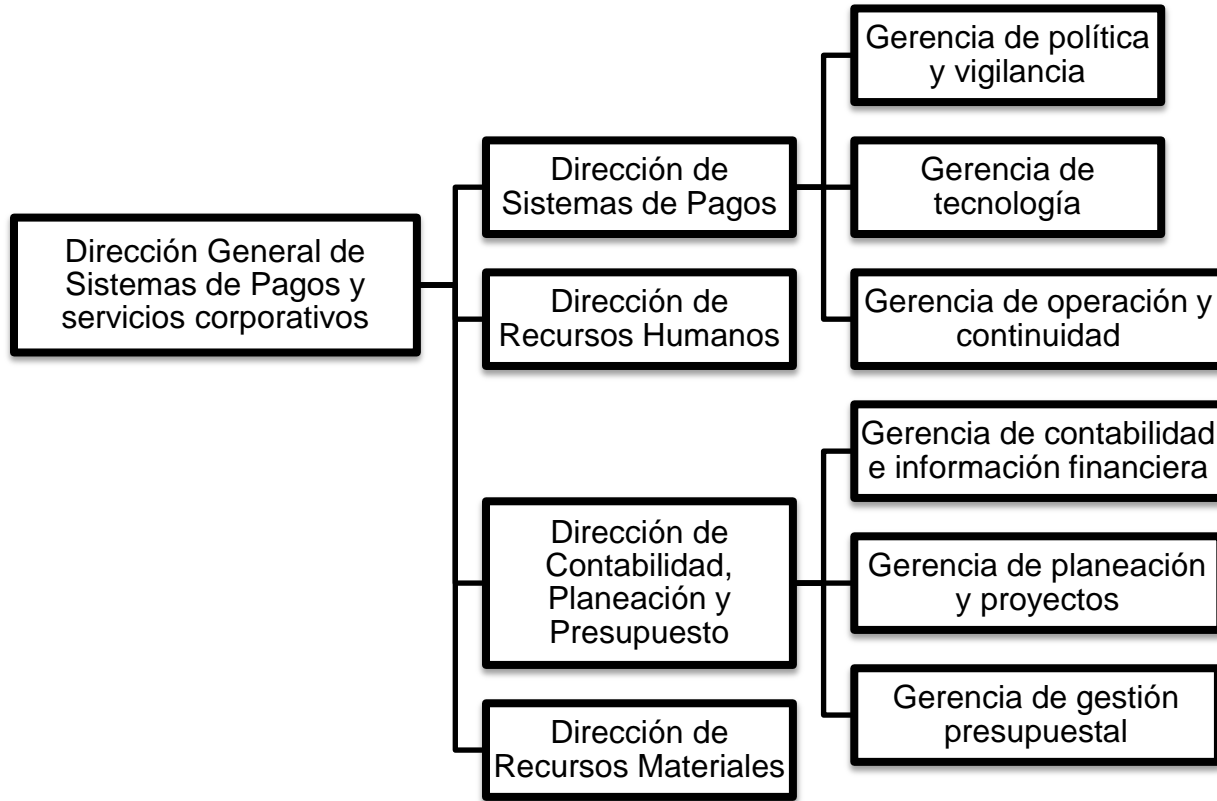 Dirección General de
Sistemas de Pagos y
servicios corporativos
Dirección de
Sistemas de Pagos
Gerencia de política
y vigilancia
Gerencia de
tecnología
Gerencia de operación y
continuidad
Dirección de
Recursos Humanos
Dirección de
Contabilidad,
Planeación y
Presupuesto
Gerencia de contabilidad
e información financiera
Gerencia de planeación
y proyectos
Gerencia de gestión
presupuestal
Dirección de
Recursos Materiales